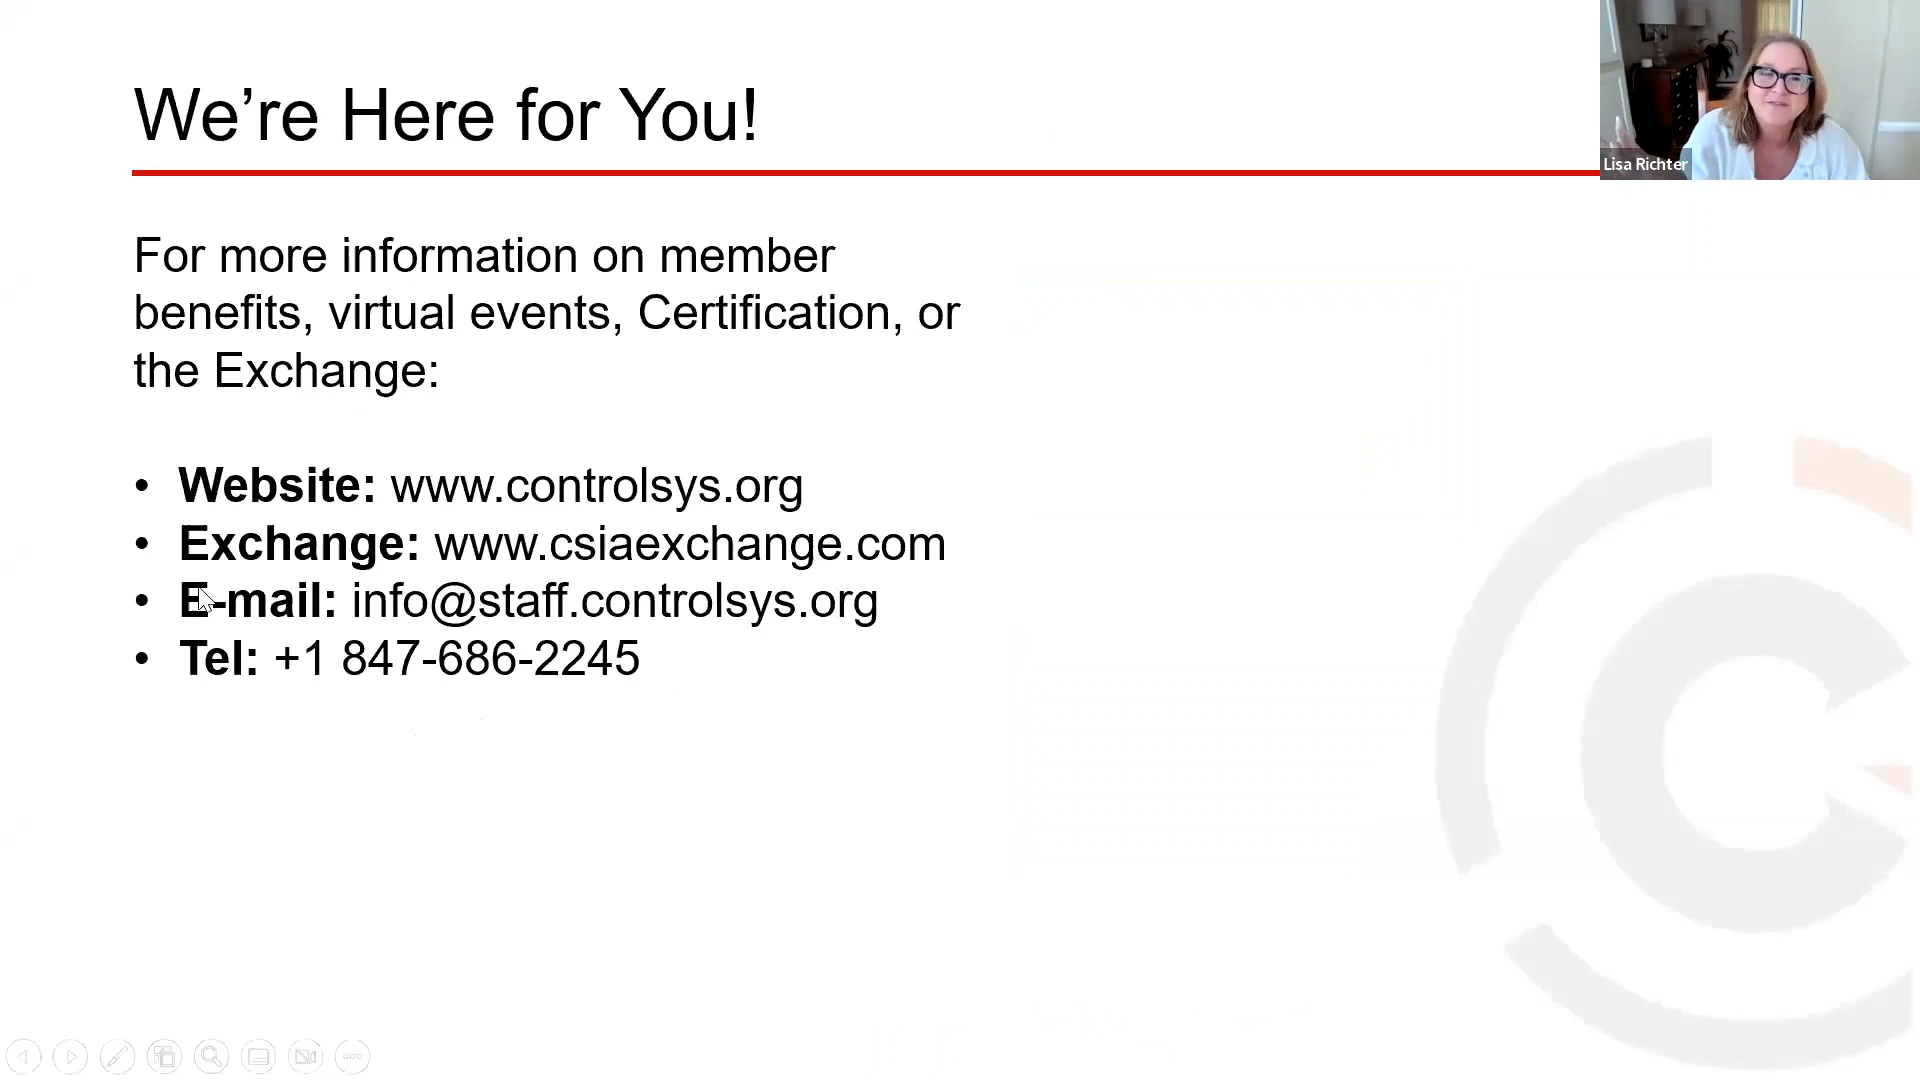 We’re Here for You!
Lisa Richter
For more information on member
benefits, virtual events, Certification, or
the Exchange:
• Website: www.controlsys.org
• Exchange: www.csiaexchange.com
• E-mail: info@staff.controlsys.org
• Tel: +1 847-686-2245